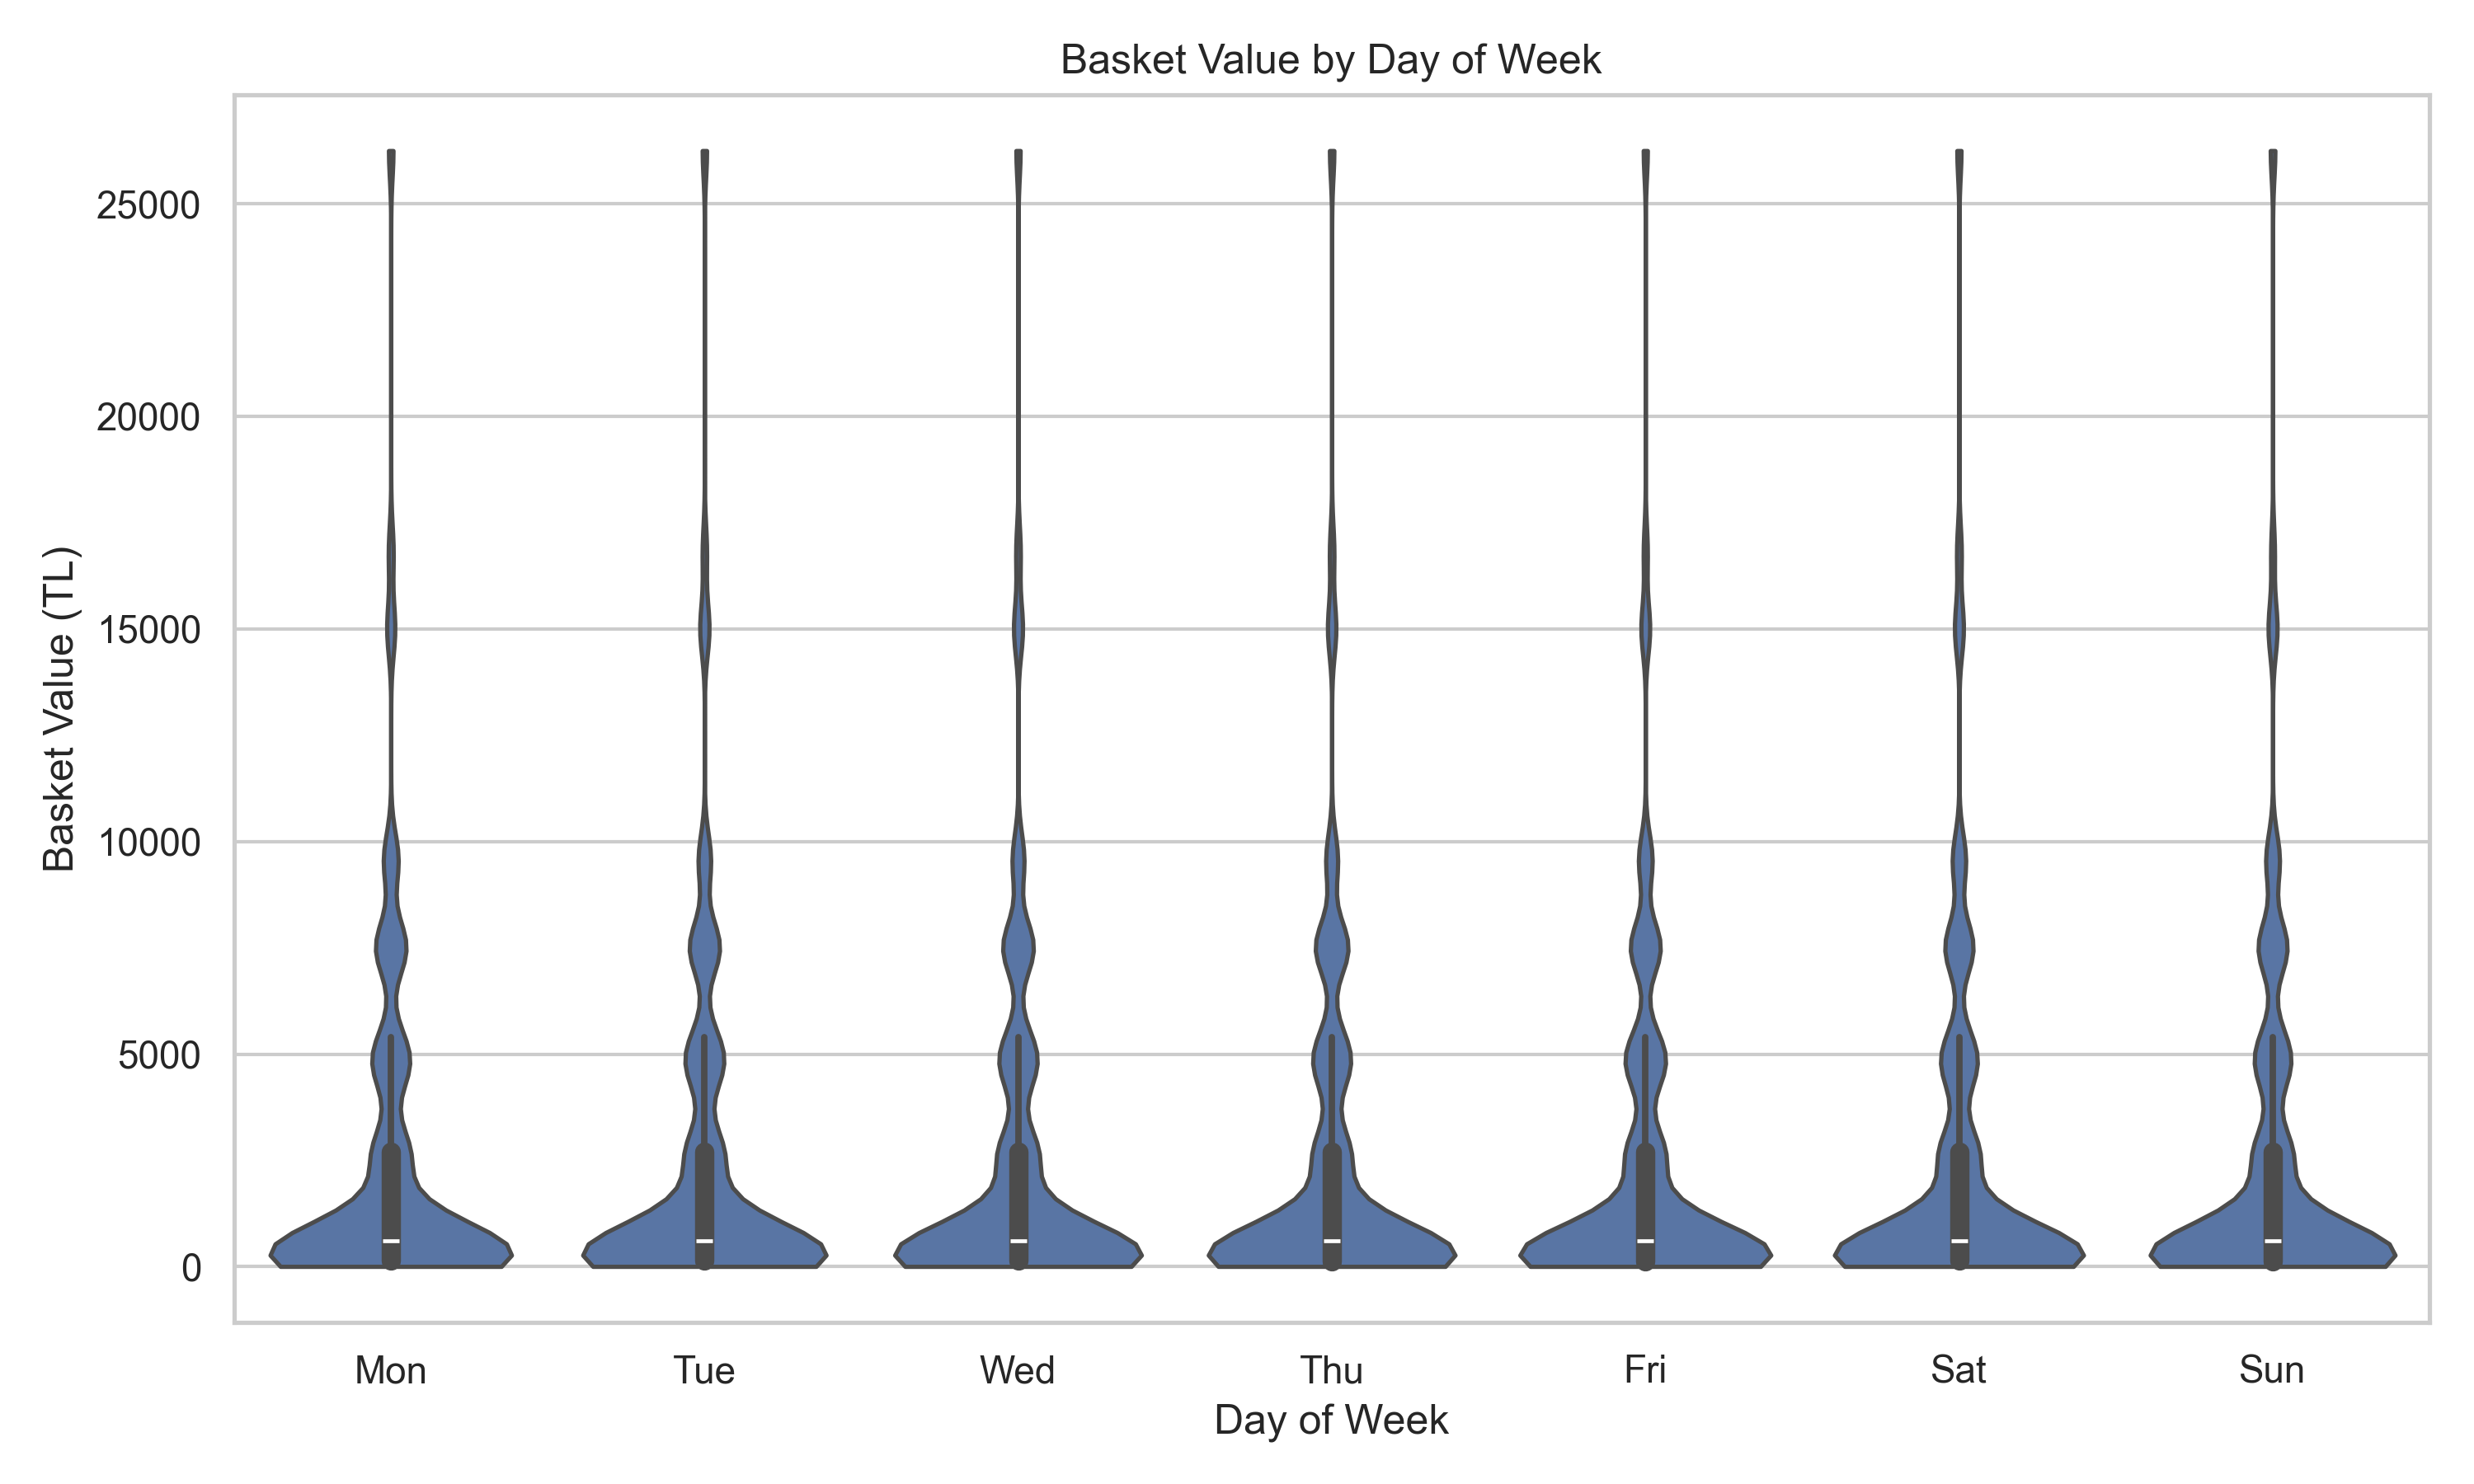 Basket Value by Day of Week
Basket Value (TL)
25000
20000
15000
10000
5000
0
Mon Tue Wed Thu Fri Sat Sun
Day of Week